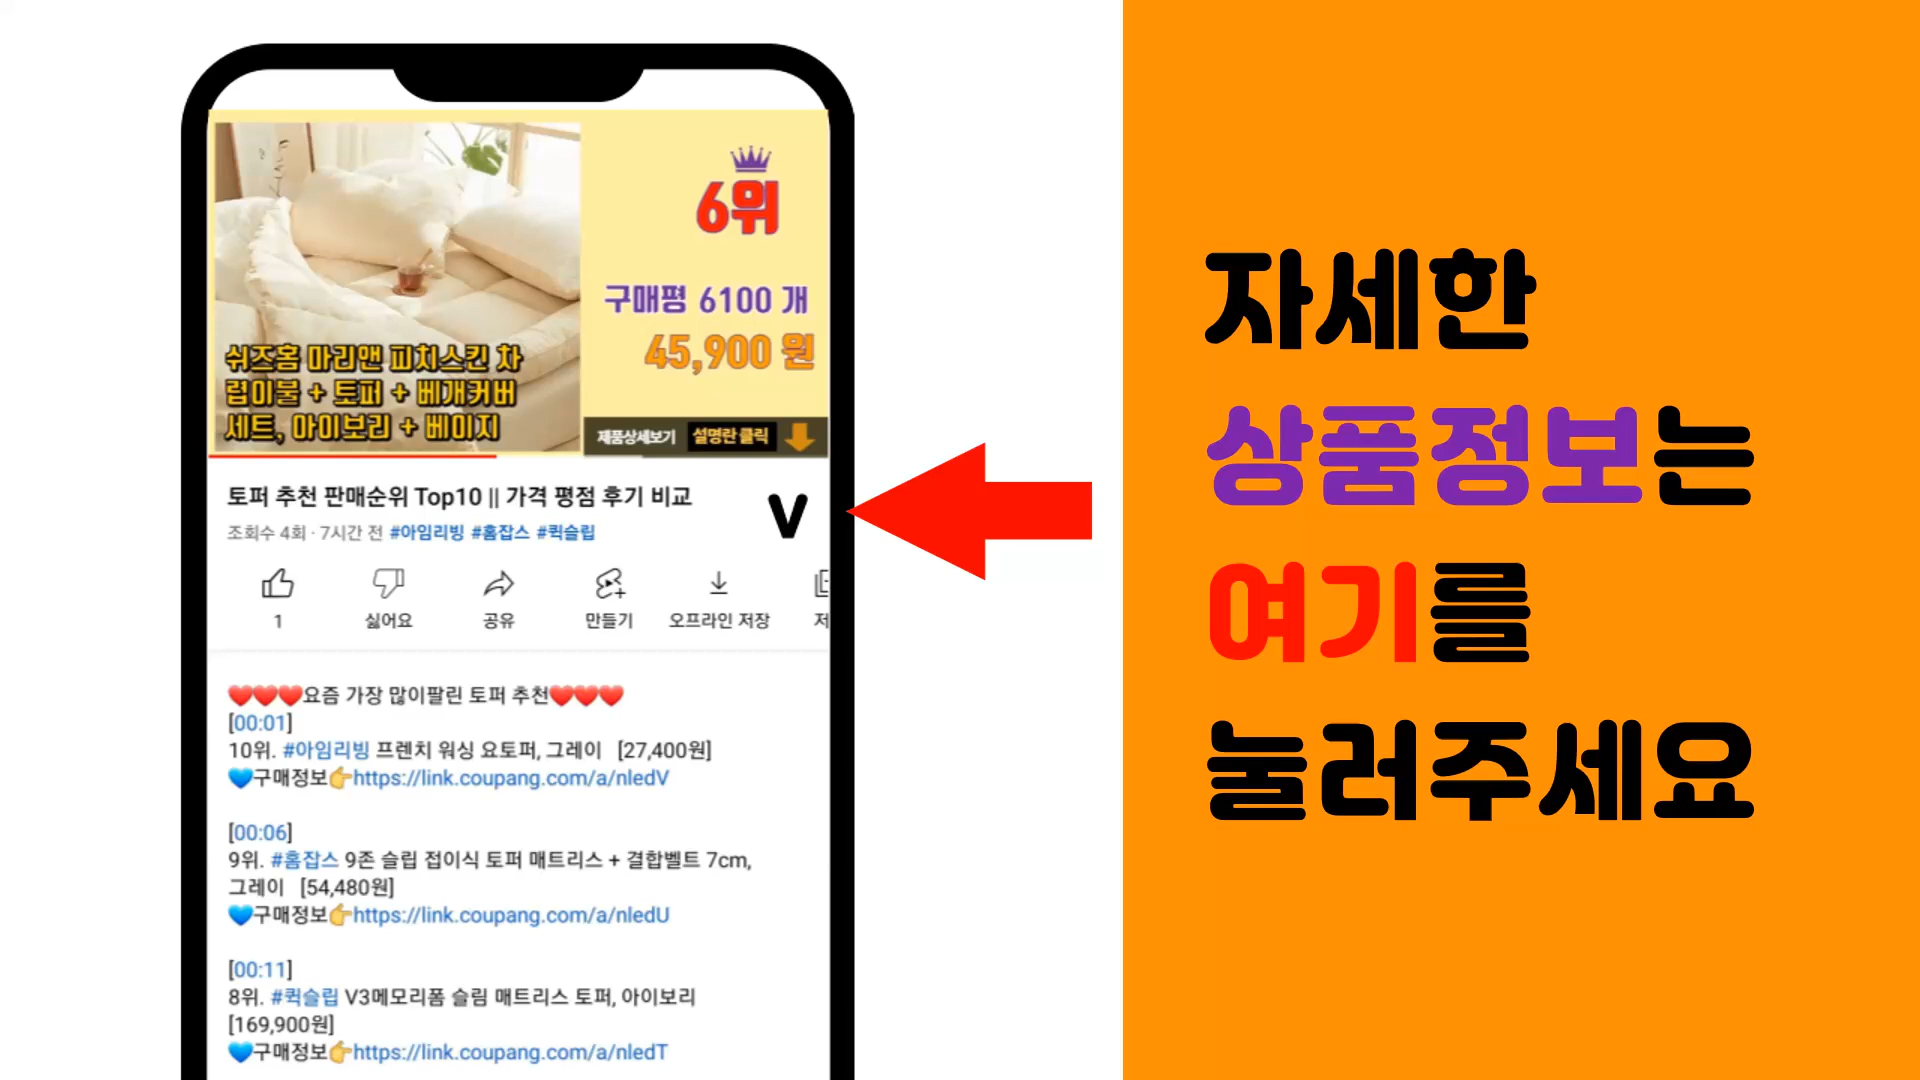 6위
구매평 6100 개
45,900 원
쉬즈홈 마리앤 피치스킨 차
렵이불 + 토퍼 + 베개커버
세트, 아이보리 + 베이지
제품상세보기 설명란 클릭
토퍼 추천 판매순위 Top10 || 가격 평점 후기 비교
V
조회수 4회 · 7시간 전 #아임리빙 #홈잡스 #퀵슬립
1 싫어요 공유 만들기 오프라인 저장 저
❤️❤️❤️요즘 가장 많이팔린 토퍼 추천❤️❤️❤️
[00:01]
10위. #아임리빙 프렌치 워싱 요토퍼, 그레이 [27,400원]
💙구매정보👉https://link.coupang.com/a/nledV
[00:06]
9위. #홈잡스 9존 슬립 접이식 토퍼 매트리스 + 결합벨트 7cm,
그레이 [54,480원]
💙구매정보👉https://link.coupang.com/a/nledU
[00:11]
8위. #퀵슬립 V3메모리폼 슬림 매트리스 토퍼, 아이보리
[169,900원]
💙구매정보👉https://link.coupang.com/a/nledT
자세한
상품정보는
여기를
눌러주세요